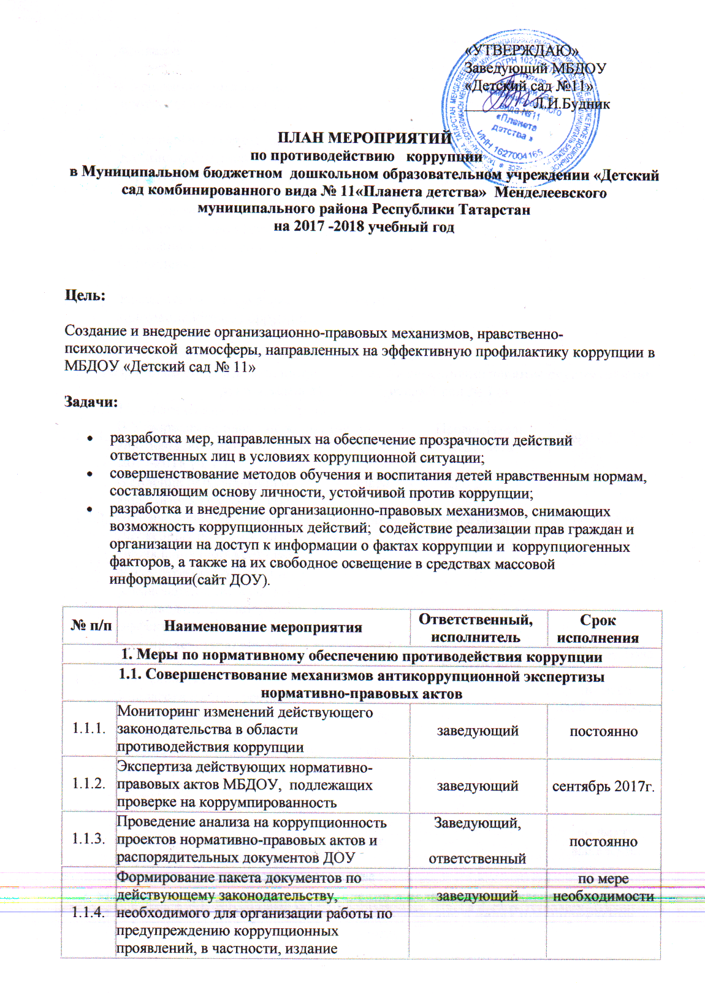 «УТВЕРЖДАЮ»
Заведующий МБДОУ
«Детский сад №11»
Л.И.Будник
ИНН 1627004165
вида №11
«Планета
детства»
ПЛАН МЕРОПРИЯТИЙ
по противодействию коррупции
в Муниципальном бюджетном дошкольном образовательном учреждении «Детский
сад комбинированного вида № 11«Планета детства» Менделеевского
муниципального района Республики Татарстан
на 2017 -2018 учебный год
Цель:
Создание и внедрение организационно-правовых механизмов, нравственно-
психологической атмосферы, направленных на эффективную профилактику коррупции в
МБДОУ «Детский сад № 11»
Задачи:
• разработка мер, направленных на обеспечение прозрачности действий
ответственных лиц в условиях коррупционной ситуации;
• совершенствование методов обучения и воспитания детей нравственным нормам,
составляющим основу личности, устойчивой против коррупции;
• разработка и внедрение организационно-правовых механизмов, снимающих
возможность коррупционных действий; содействие реализации прав граждан и
организации на доступ к информации о фактах коррупции и коррупциогенных
факторов, а также на их свободное освещение в средствах массовой
информации(сайт ДОУ).
№ п/п
Наименование мероприятия
Ответственный,
исполнитель
Срок
исполнения
1. Меры по нормативному обеспечению противодействия коррупции
1.1. Совершенствование механизмов антикоррупционной экспертизы
нормативно-правовых актов
1.1.1.
Мониторинг изменений действующего
законодательства в области
противодействия коррупции
заведующий
постоянно
1.1.2.
Экспертиза действующих нормативно-
правовых актов МБДОУ, подлежащих
проверке на коррумпированность
заведующий
сентябрь 2017г.
1.1.3.
Проведение анализа на коррупционность
проектов нормативно-правовых актов и
распорядительных документов ДОУ
Заведующий,
ответственный
постоянно
1.1.4.
Формирование пакета документов по
действующему законодательству,
необходимого для организации работы по
предупреждению коррупционных
проявлений, в частности, издание
заведующий
по мере
необходимости